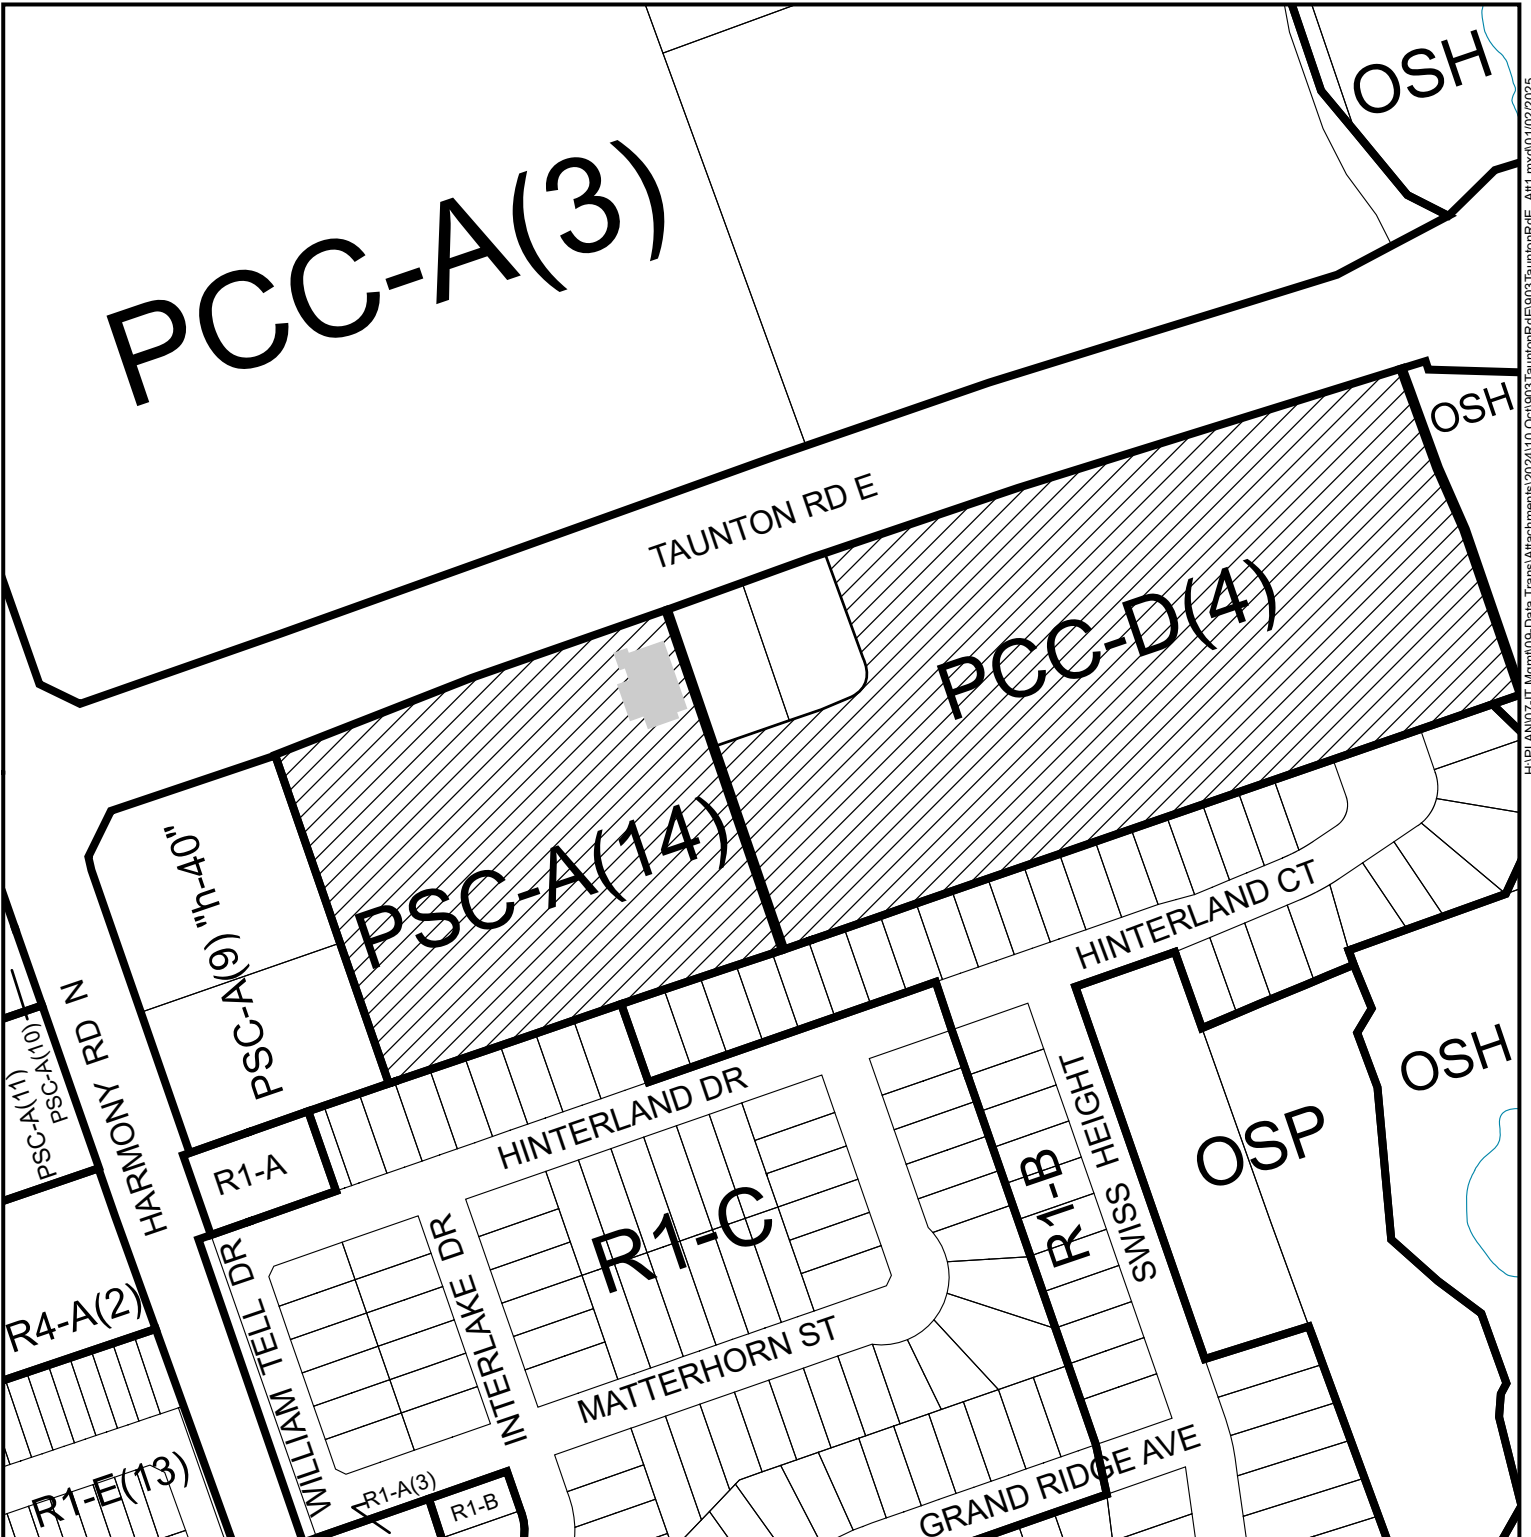 OSH
PCC-A(3)
OSH
TAUNTON RD E
PCC-D(4)
PSC-A(14)
PSC-A(9) "h-40"
HINTERLAND CT
HARMONY RD N
PSC-A(11)
PSC-A(10)
OSH
HINTERLAND DR
R1-A
OSP
R1-B
SWISS HEIGHT
R1-C
INTERLAKE DR
WILLIAM TELL DR
R4-A(2)
MATTERHORN ST
R1-E(13)
R1-A(3)
R1-B
GRAND RIDGE AVE